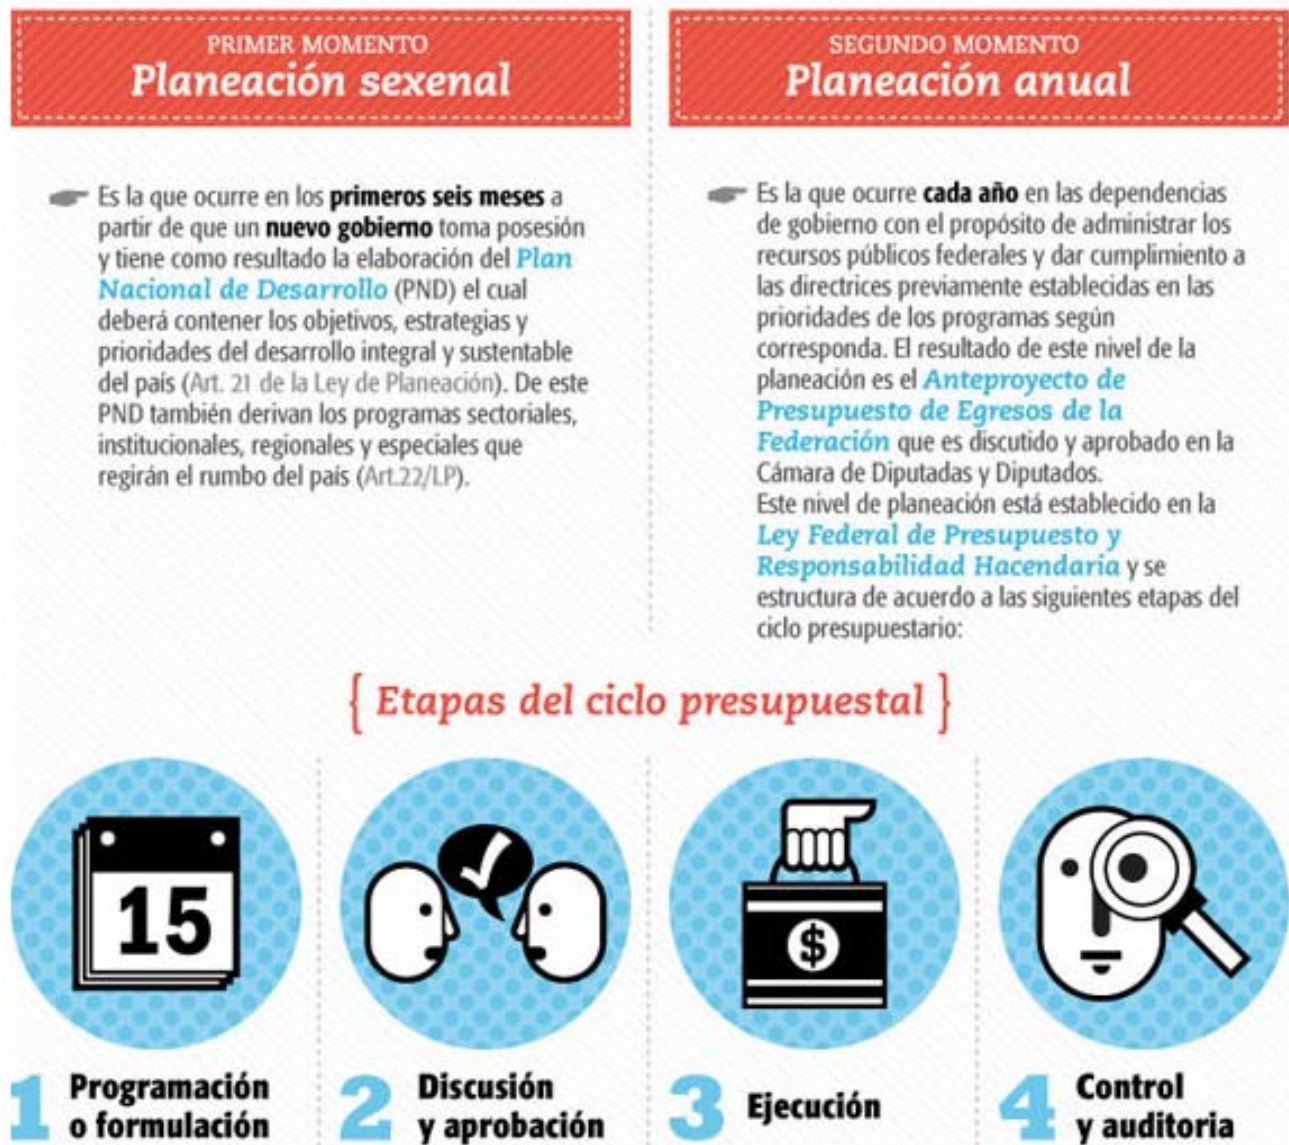 PRIMER MOMENTO
Planeación sexenal
Es la que ocurre en los primeros seis meses a
partir de que un nuevo gobierno toma posesión
y tiene como resultado la elaboración del Plan
Nacional de Desarrollo (PND) el cual
deberá contener los objetivos, estrategias y
prioridades del desarrollo integral y sustentable
del país (Art. 21 de la Ley de Planeación). De este
PND también derivan los programas sectoriales,
institucionales, regionales y especiales que
regirán el rumbo del país (Art.22/LP).
SEGUNDO MOMENTO
Planeación anual
Es la que ocurre cada año en las dependencias
de gobierno con el propósito de administrar los
recursos públicos federales y dar cumplimiento a
las directrices previamente establecidas en las
prioridades de los programas según
corresponda. El resultado de este nivel de la
planeación es el Anteproyecto de
Presupuesto de Egresos de la
Federación que es discutido y aprobado en la
Cámara de Diputadas y Diputados.
Este nivel de planeación está establecido en la
Ley Federal de Presupuesto y
Responsabilidad Hacendaria y se
estructura de acuerdo a las siguientes etapas del
ciclo presupuestario:
{ Etapas del ciclo presupuestal }
15
$
1 Programación
o formulación
2 Discusión
y aprobación
3 Ejecución
4 Control
y auditoria